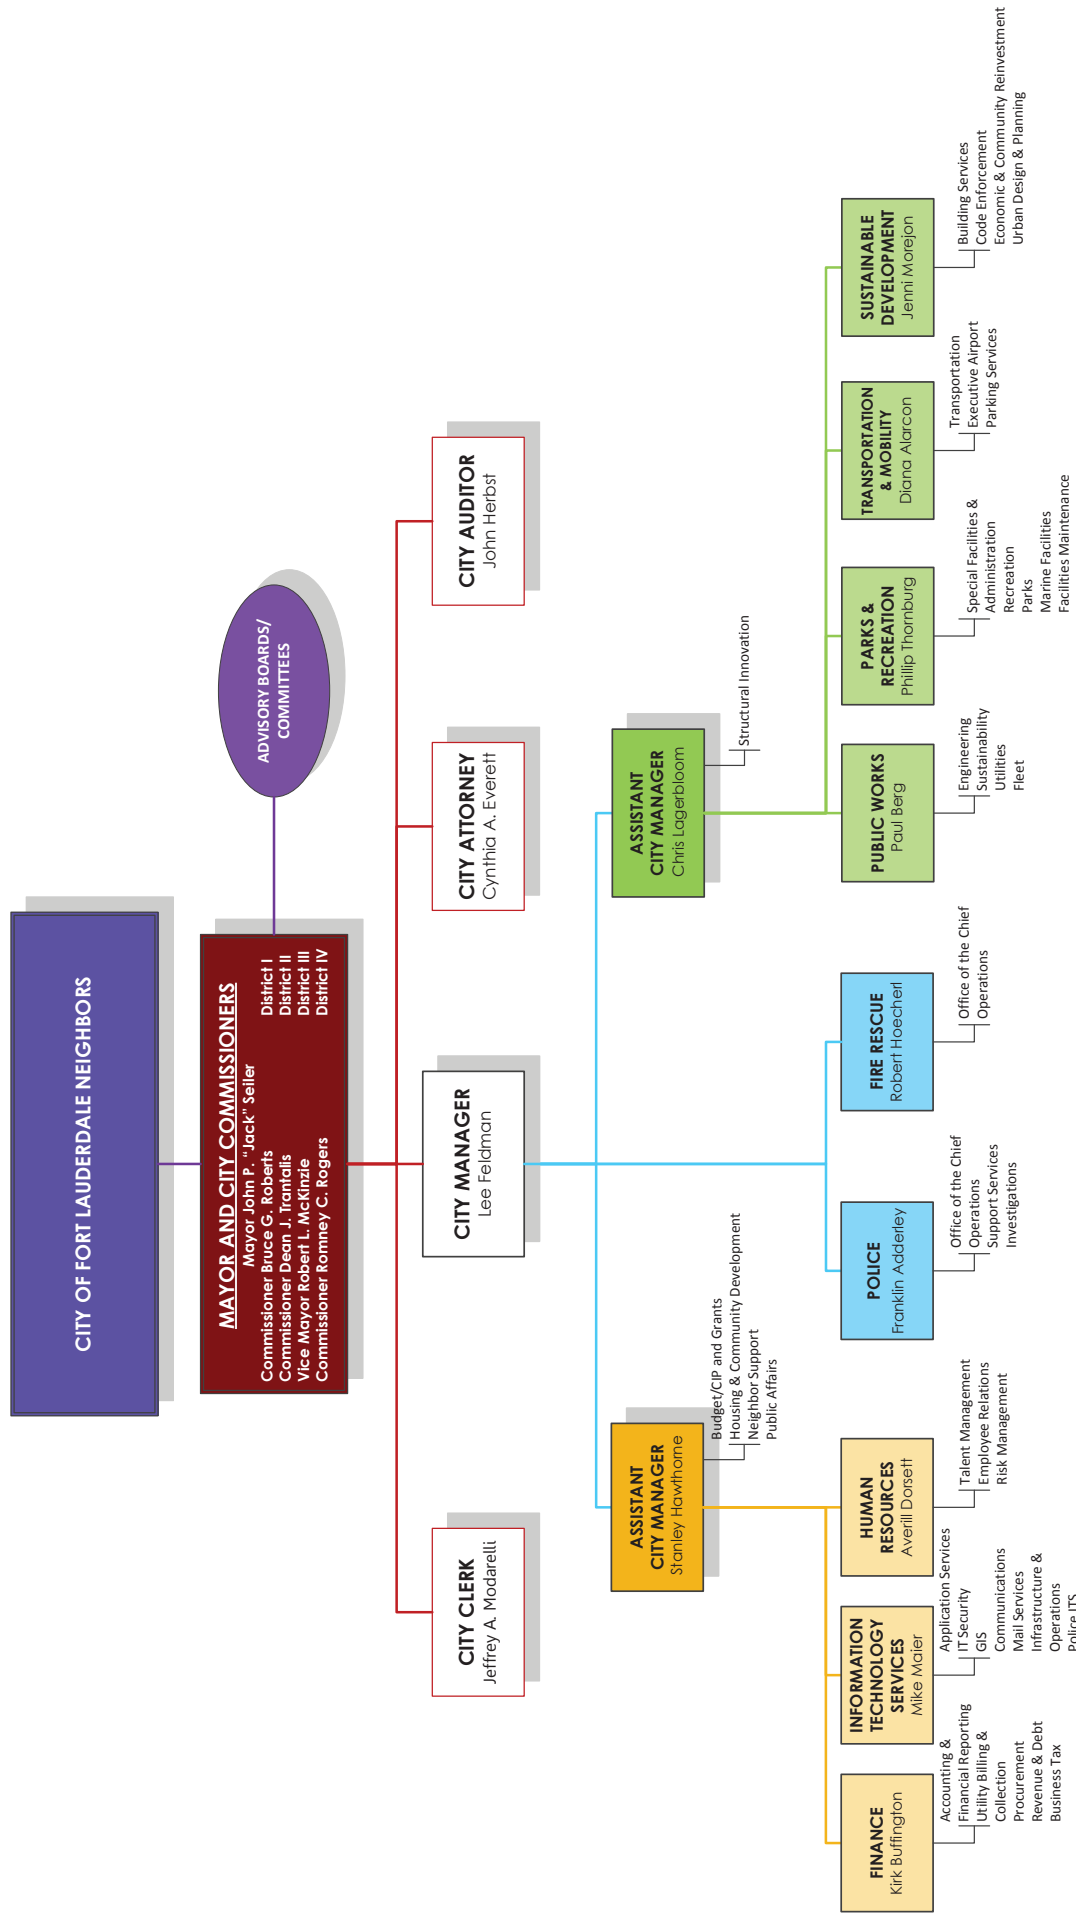 CITY OF FORT LAUDERDALE NEIGHBORS
MAYOR AND CITY COMMISSIONERS
Mayor John P. “Jack” Seiler
Commissioner Bruce G. Roberts District I
Commissioner Dean J. Trantalis District II
Vice Mayor Robert L. McKinzie District III
Commissioner Romney C. Rogers District IV
ADVISORY BOARDS/
COMMITTEES
CITY CLERK
Jeffrey A. Modarelli
CITY MANAGER
Lee Feldman
CITY ATTORNEY
Cynthia A. Everett
CITY AUDITOR
John Herbst
ASSISTANT
CITY MANAGER
Stanley Hawthorne
Budget/CIP and Grants
Housing & Community Development
Neighbor Support
Public Affairs
ASSISTANT
CITY MANAGER
Chris Lagerbloom
Structural Innovation
FINANCE
Kirk Buffington
Accounting &
Financial Reporting
Utility Billing &
Collection
Procurement
Revenue & Debt
Business Tax
INFORMATION
TECHNOLOGY
SERVICES
Mike Maier
Application Services
IT Security
GIS
Communications
Mail Services
Infrastructure &
Operations
Police ITS
HUMAN
RESOURCES
Averill Dorsett
Talent Management
Employee Relations
Risk Management
POLICE
Franklin Adderley
Office of the Chief
Operations
Support Services
Investigations
FIRE RESCUE
Robert Hoecherl
Office of the Chief
Operations
PUBLIC WORKS
Paul Berg
Engineering
Sustainability
Utilities
Fleet
PARKS &
RECREATION
Phillip Thornburg
Special Facilities &
Administration
Recreation
Parks
Marine Facilities
Facilities Maintenance
TRANSPORTATION
& MOBILITY
Diana Alarcon
Transportation
Executive Airport
Parking Services
SUSTAINABLE
DEVELOPMENT
Jenni Morejon
Building Services
Code Enforcement
Economic & Community Reinvestment
Urban Design & Planning